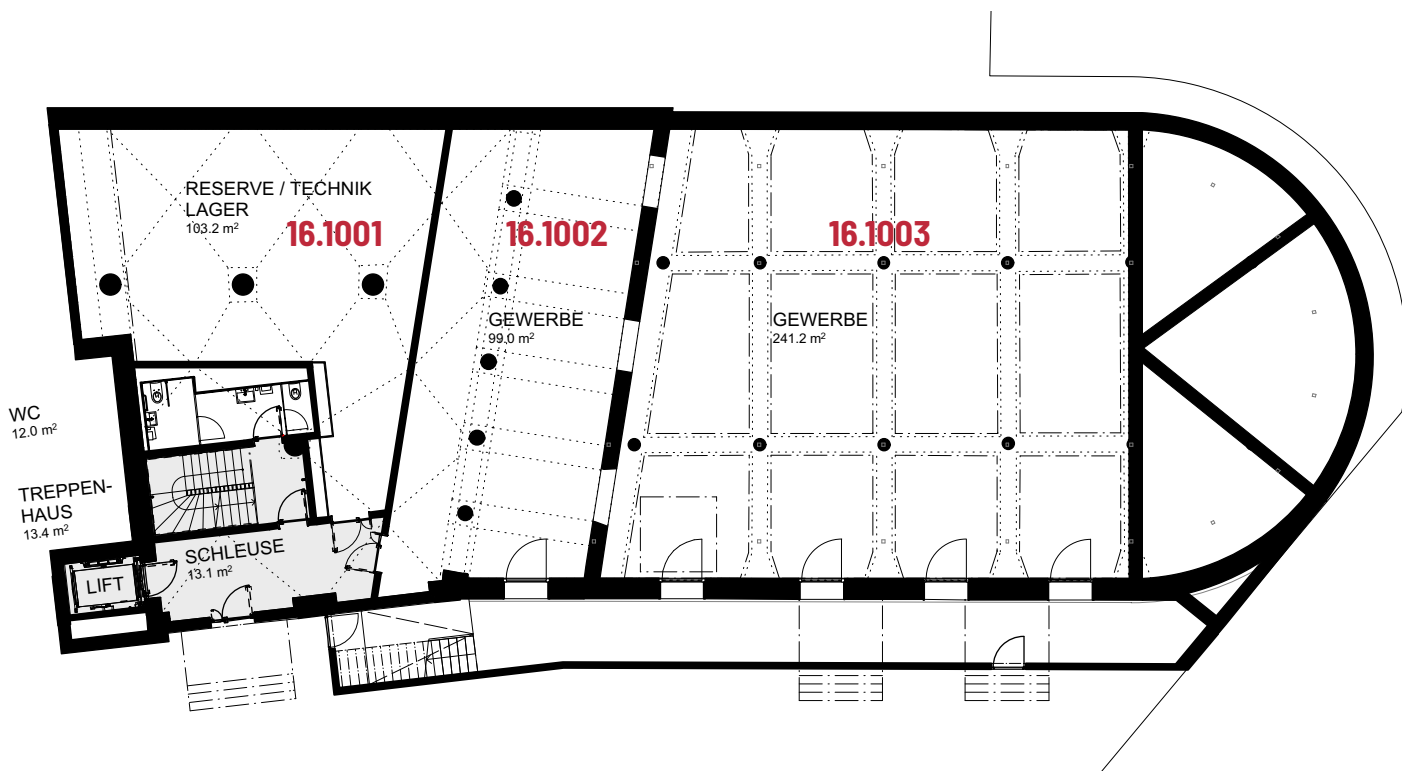 RESERVE / TECHNIK
LAGER
103.2 m²
16.1001
16.1002
16.1003
GEWERBE
99.0 m²
GEWERBE
241.2 m²
WC
12.0 m²
TREPPEN-
HAUS
13.4 m²
SCHLEUSE
13.1 m²
LIFT